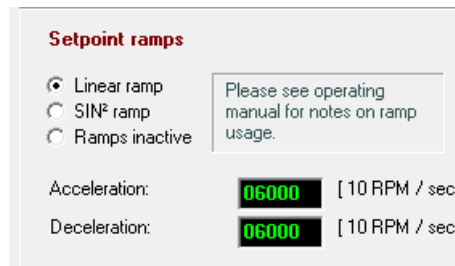 Setpoint ramps
Linear ramp
SIN² ramp
Ramps inactive
Please see operating
manual for notes on ramp
usage.
Acceleration: 06000 [ 10 RPM / sec
Deceleration: 06000 [ 10 RPM / sec